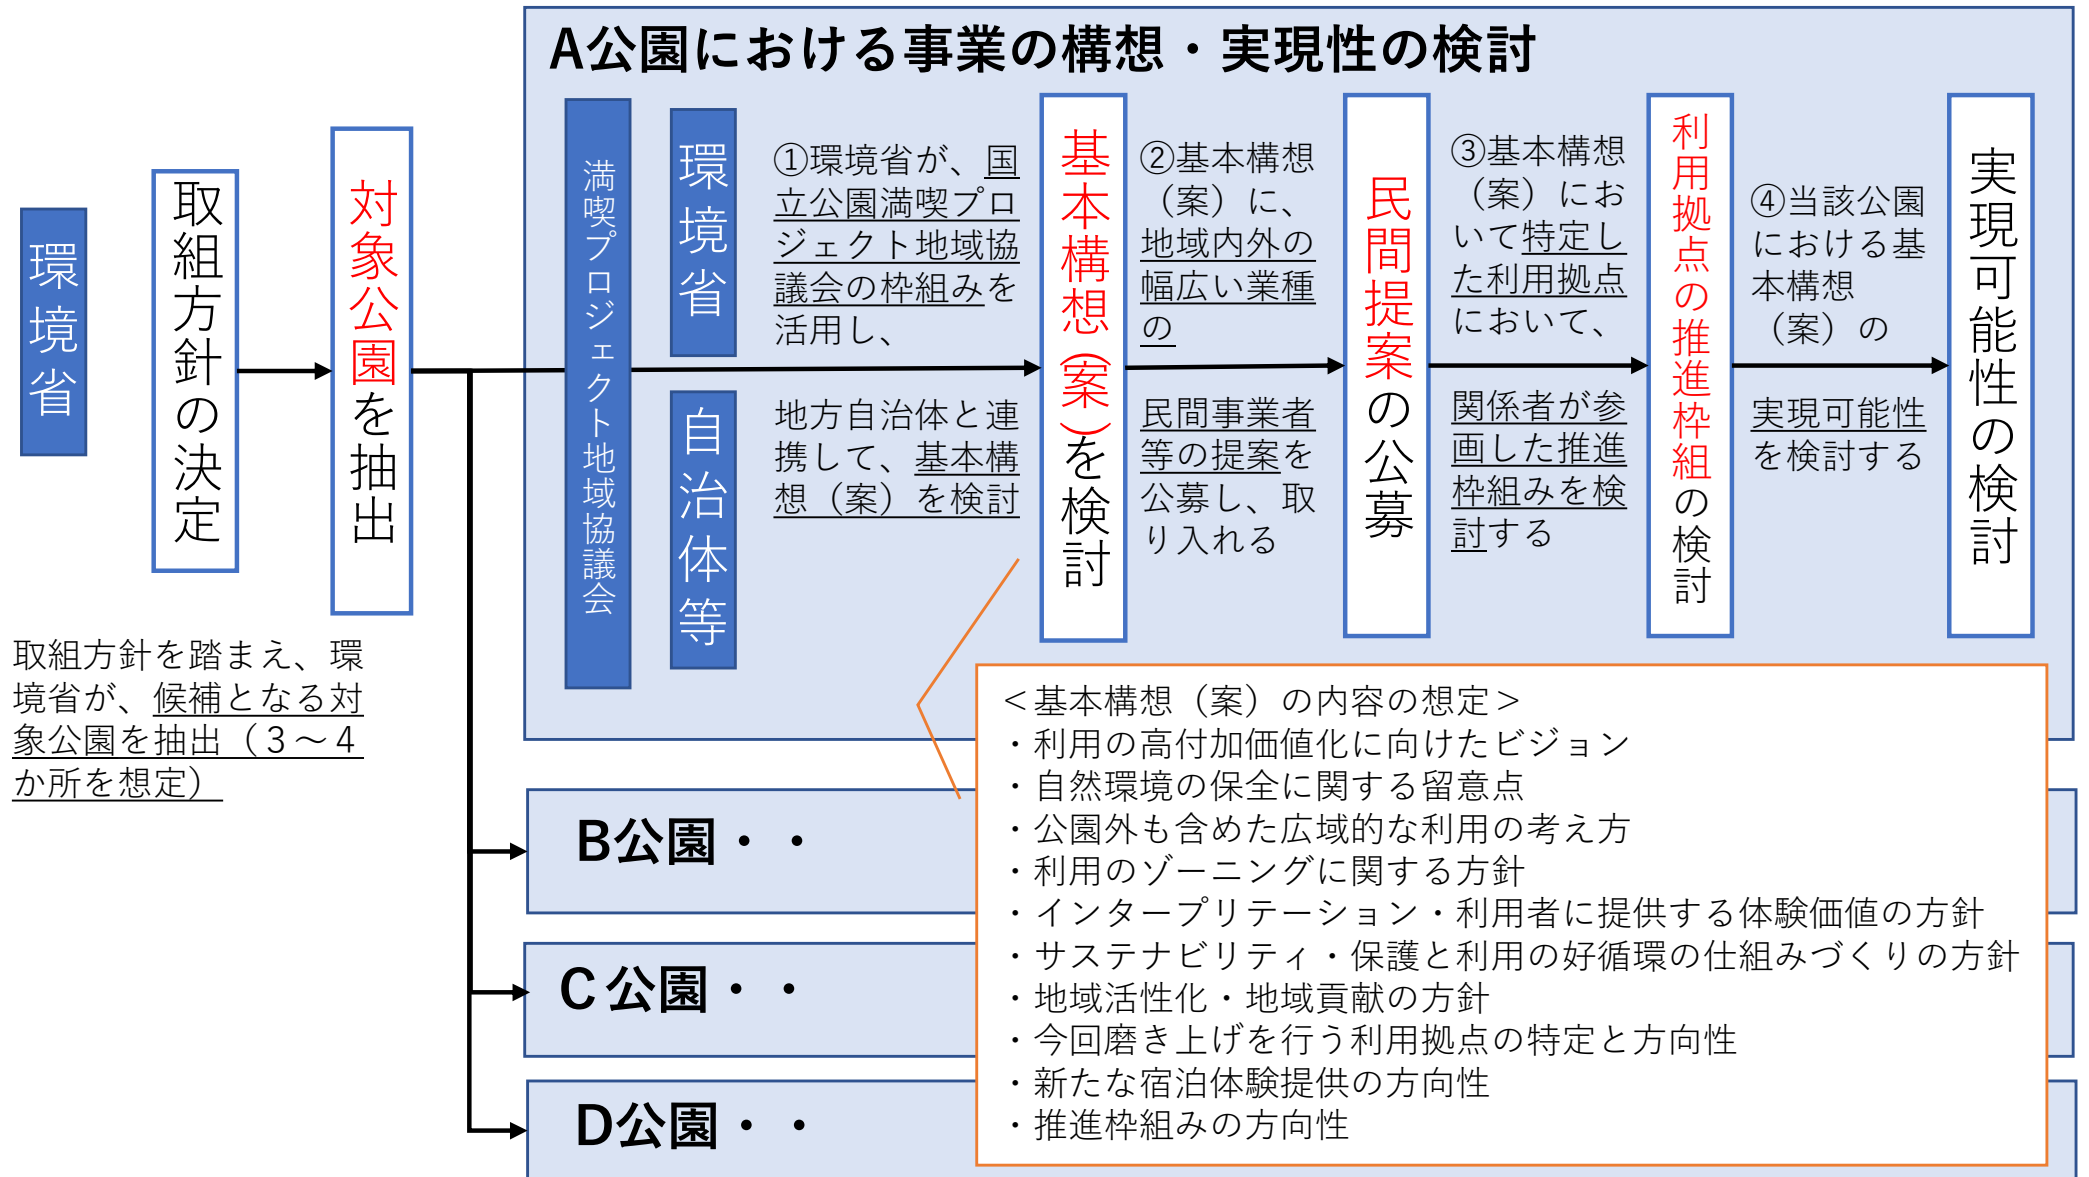 A公園における事業の構想・実現性の検討
環境省
取組方針の決定
対象公園を抽出
取組方針を踏まえ、環
境省が、候補となる対
象公園を抽出（３～４
か所を想定）
満喫プロジェクト地域協議会
環境省
自治体等
①環境省が、国
立公園満喫プロ
ジェクト地域協
議会の枠組みを
活用し、
地方自治体と連
携して、基本構
想（案）を検討
基本構想（案）を検討
②基本構想
（案）に、
地域内外の
幅広い業種
の
民間事業者
等の提案を
公募し、取
り入れる
民間提案の公募
③基本構想
（案）にお
いて特定し
た利用拠点
において、
関係者が参
画した推進
枠組みを検
討する
利用拠点の推進枠組の検討
④当該公園
における基
本構想
（案）の
実現可能性
を検討する
実現可能性の検討
＜基本構想（案）の内容の想定＞
・利用の高付加価値化に向けたビジョン
・自然環境の保全に関する留意点
・公園外も含めた広域的な利用の考え方
・利用のゾーニングに関する方針
・インタープリテーション・利用者に提供する体験価値の方針
・サステナビリティ・保護と利用の好循環の仕組みづくりの方針
・地域活性化・地域貢献の方針
・今回磨き上げを行う利用拠点の特定と方向性
・新たな宿泊体験提供の方向性
・推進枠組みの方向性
B公園・・
C公園・・
D公園・・